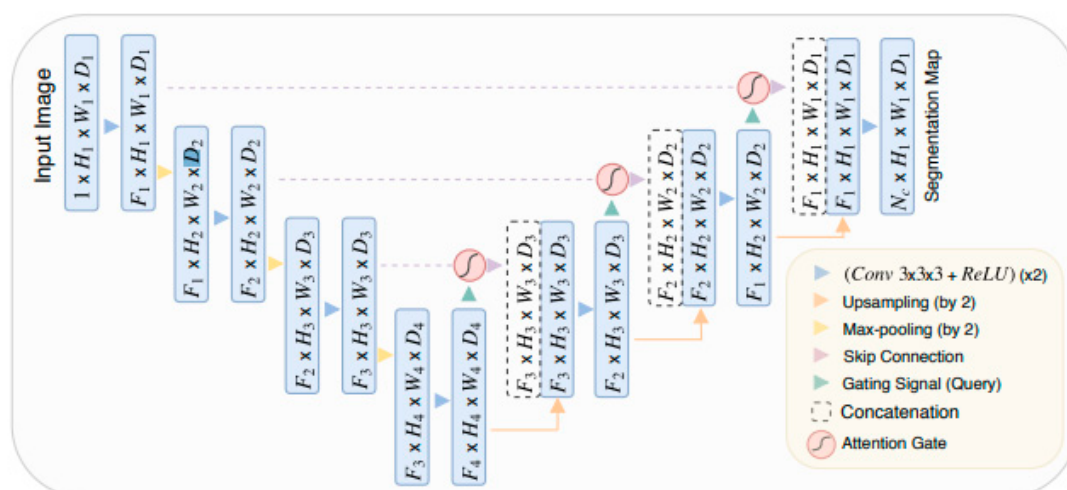 Input Image
1 x H₁ x W₁ x D₁
F₁ x H₁ x W₁ x D₁
F₁ x H₂ x W₂ x D₂
F₂ x H₂ x W₂ x D₂
F₂ x H₃ x W₃ x D₃
F₃ x H₃ x W₃ x D₃
F₃ x H₄ x W₄ x D₄
F₄ x H₄ x W₄ x D₄
F₃ x H₃ x W₃ x D₃
F₃ x H₃ x W₃ x D₃
F₂ x H₃ x W₃ x D₃
F₂ x H₂ x W₂ x D₂
F₂ x H₂ x W₂ x D₂
F₁ x H₂ x W₂ x D₂
F₁ x H₁ x W₁ x D₁
F₁ x H₁ x W₁ x D₁
N_c x H₁ x W₁ x D₁
Segmentation Map
(Conv 3x3x3 + ReLU) (x2)
Upsampling (by 2)
Max-pooling (by 2)
Skip Connection
Gating Signal (Query)
Concatenation
Attention Gate